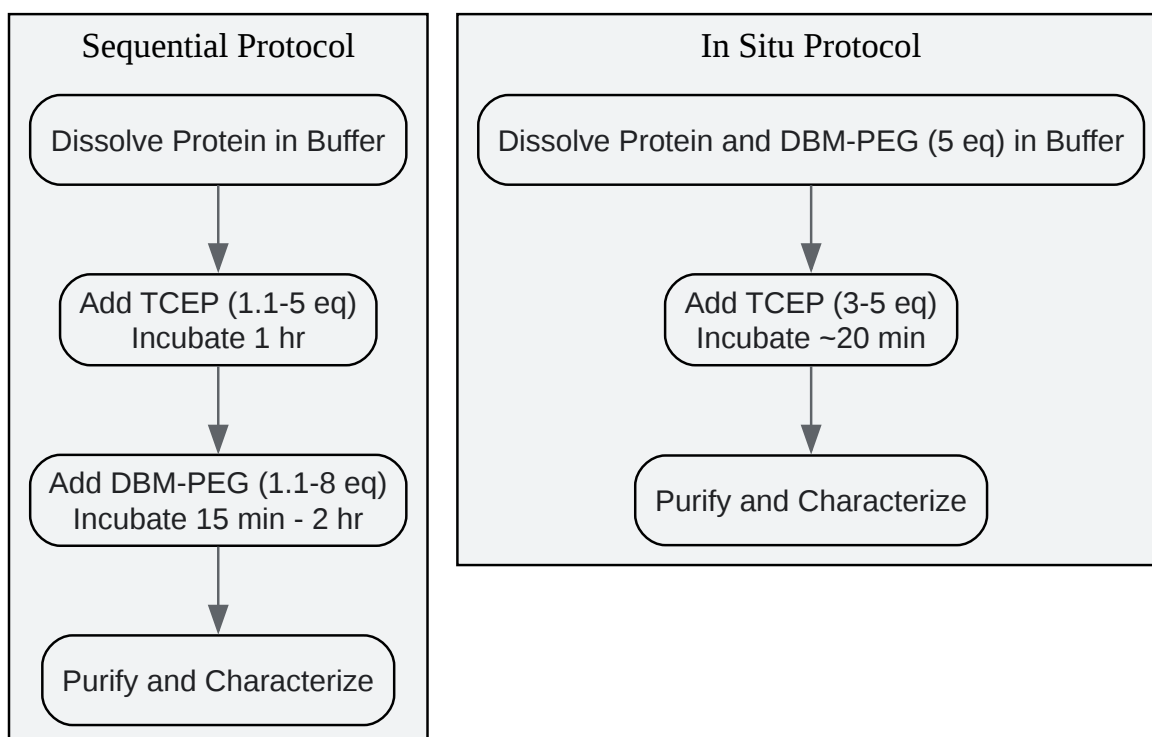 Sequential Protocol
Dissolve Protein in Buffer
Add TCEP (1.1-5 eq)
Incubate 1 hr
Add DBM-PEG (1.1-8 eq)
Incubate 15 min - 2 hr
Purify and Characterize
In Situ Protocol
Dissolve Protein and DBM-PEG (5 eq) in Buffer
Add TCEP (3-5 eq)
Incubate ~20 min
Purify and Characterize